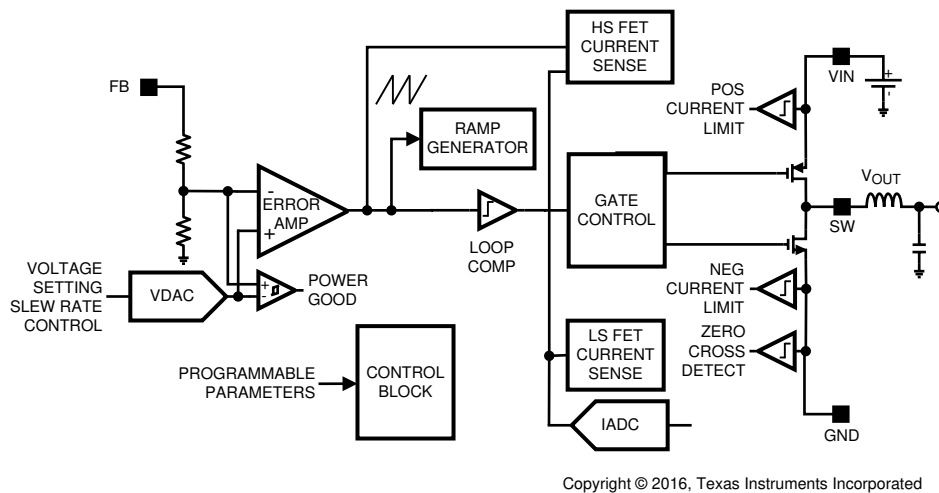 HS FET
CURRENT
SENSE
VIN
+
-
FB
POS
CURRENT
LIMIT
RAMP
GENERATOR
-
ERROR
AMP
+
GATE
CONTROL
VOUT
SW
LOOP
COMP
VOLTAGE
SETTING
SLEW RATE
CONTROL
VDAC
+
-
POWER
GOOD
NEG
CURRENT
LIMIT
ZERO
CROSS
DETECT
LS FET
CURRENT
SENSE
PROGRAMMABLE
PARAMETERS
CONTROL
BLOCK
IADC
GND
Copyright © 2016, Texas Instruments Incorporated